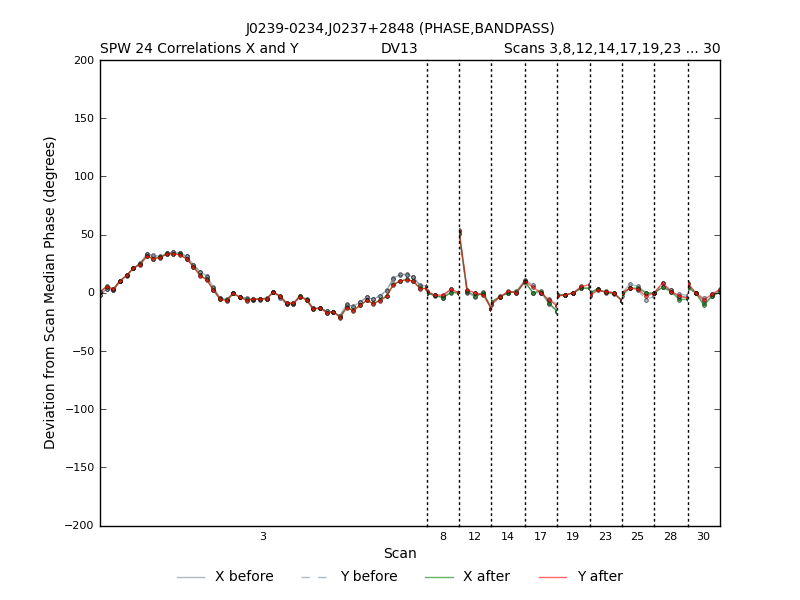 J0239-0234,J0237+2848 (PHASE,BANDPASS)
SPW 24 Correlations X and Y DV13 Scans 3,8,12,14,17,19,23 ... 30
200
150
100
50
0
−50
−100
−150
−200
Deviation from Scan Median Phase (degrees)
3 8 12 14 17 19 23 25 28 30
Scan
X before Y before X after Y after